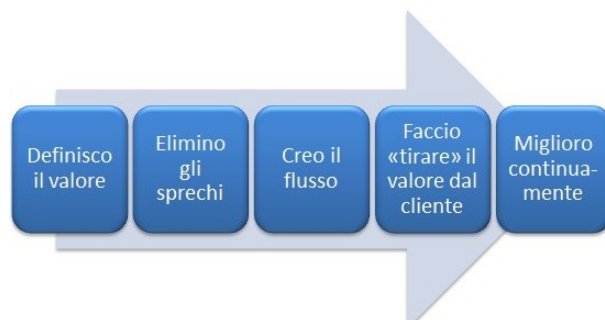 Definisco
il valore
Elimino
gli
sprechi
Creo il
flusso
Faccio
«tirare» il
valore dal
cliente
Miglioro
continua-
mente